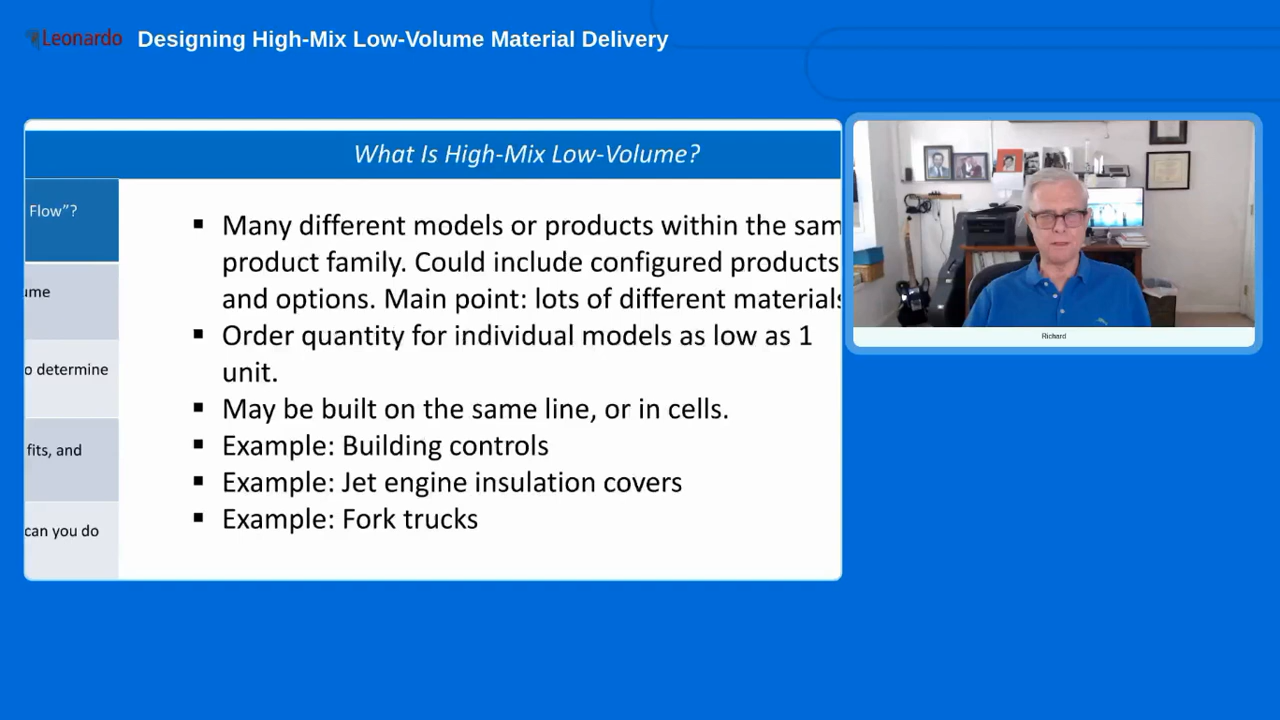 Leonardo Designing High-Mix Low-Volume Material Delivery
What Is High-Mix Low-Volume?
Flow”?
ume
o determine
fits, and
can you do
▪ Many different models or products within the sam
product family. Could include configured products
and options. Main point: lots of different materials
▪ Order quantity for individual models as low as 1
unit.
▪ May be built on the same line, or in cells.
▪ Example: Building controls
▪ Example: Jet engine insulation covers
▪ Example: Fork trucks
Richard